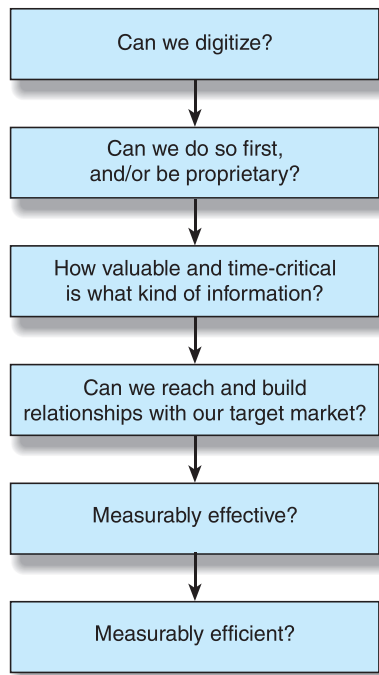 Can we digitize?
Can we do so first,
and/or be proprietary?
How valuable and time-critical
is what kind of information?
Can we reach and build
relationships with our target market?
Measurably effective?
Measurably efficient?